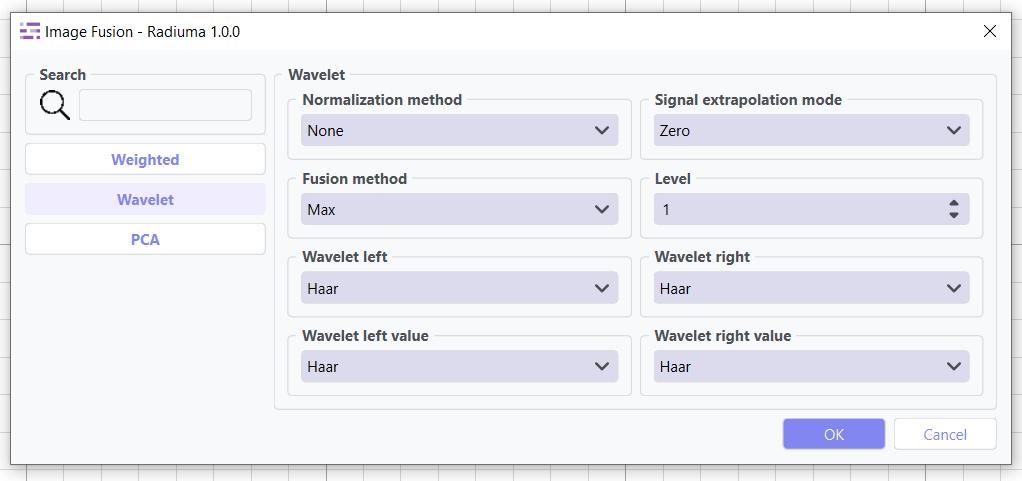 Image Fusion - Radiuma 1.0.0
Search
Weighted
Wavelet
PCA
Wavelet
Normalization method
None
Signal extrapolation mode
Zero
Fusion method
Max
Level
1
Wavelet left
Haar
Wavelet right
Haar
Wavelet left value
Haar
Wavelet right value
Haar
OK
Cancel